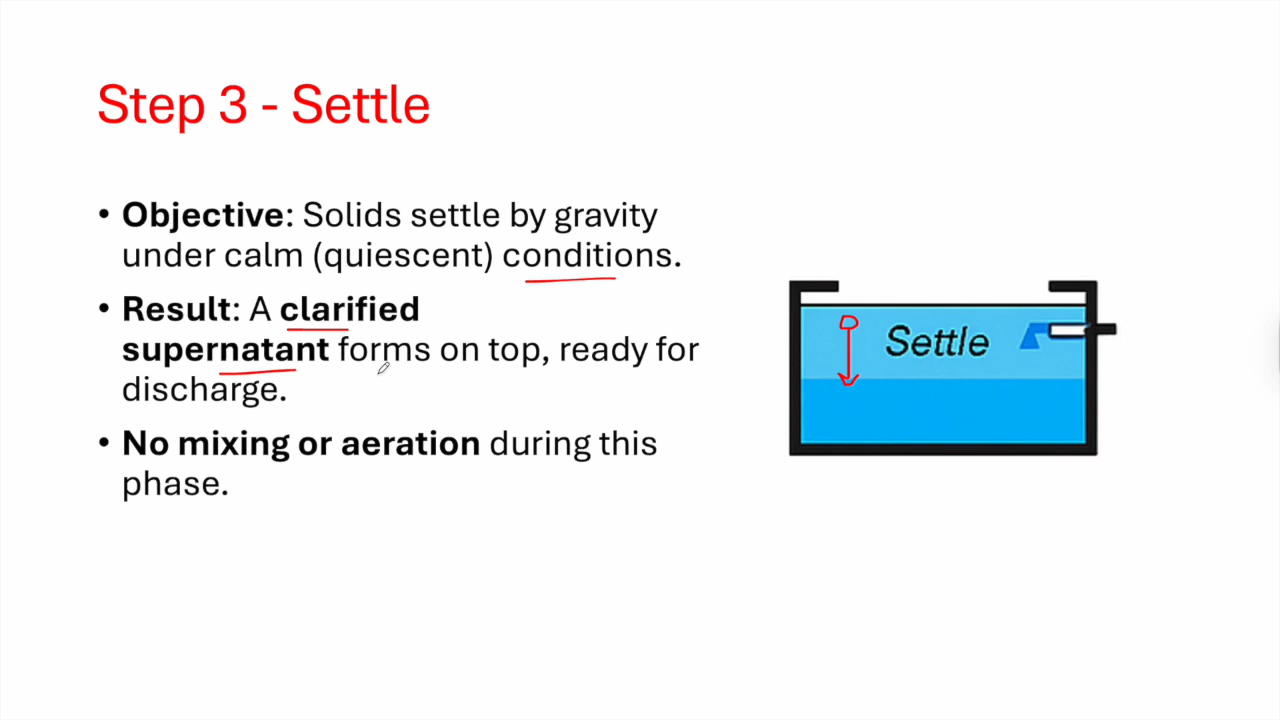 Step 3 - Settle
• Objective: Solids settle by gravity
under calm (quiescent) conditions.
• Result: A clarified
supernatant forms on top, ready for
discharge.
• No mixing or aeration during this
phase.
Settle